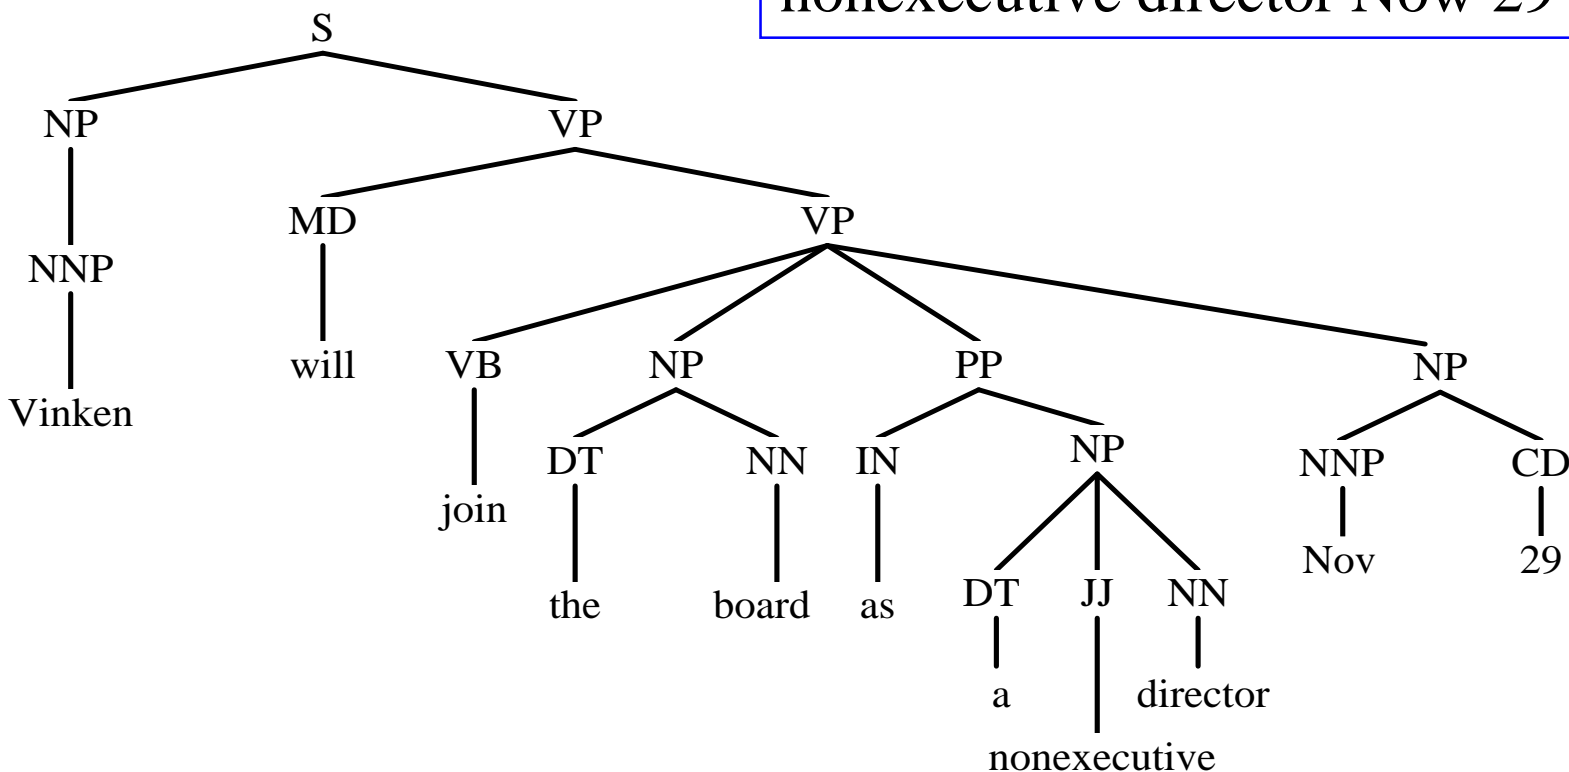 nonexecutive director Now 29
S
NP VP
MD VP
NNP
will VB NP PP NP
Vinken
DT NN IN NP NNP CD
join
Nov 29
the board as DT JJ NN
a director
nonexecutive